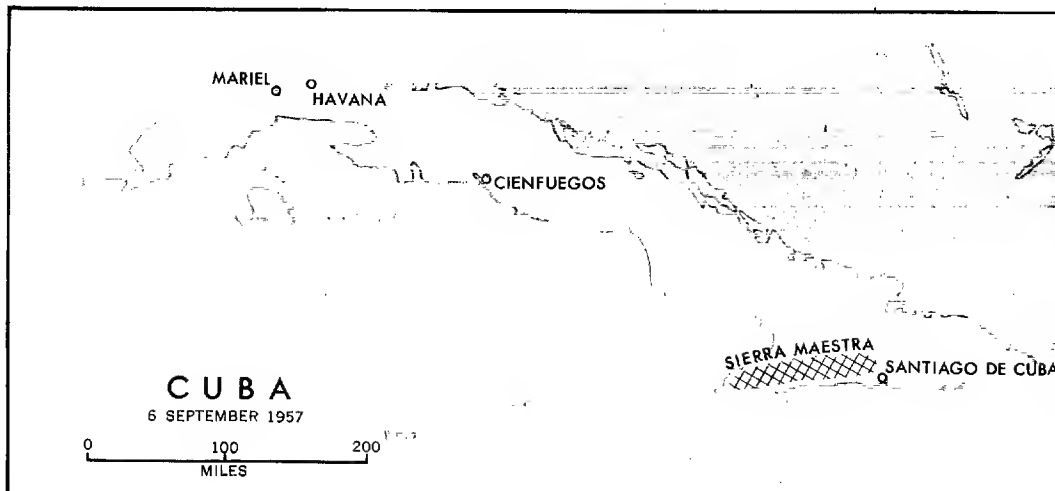 MARIEL
HAVANA
CIENFUEGOS
SIERRA MAESTRA
SANTIAGO DE CUBA
CUBA
6 SEPTEMBER 1957
0 100 200
MILES